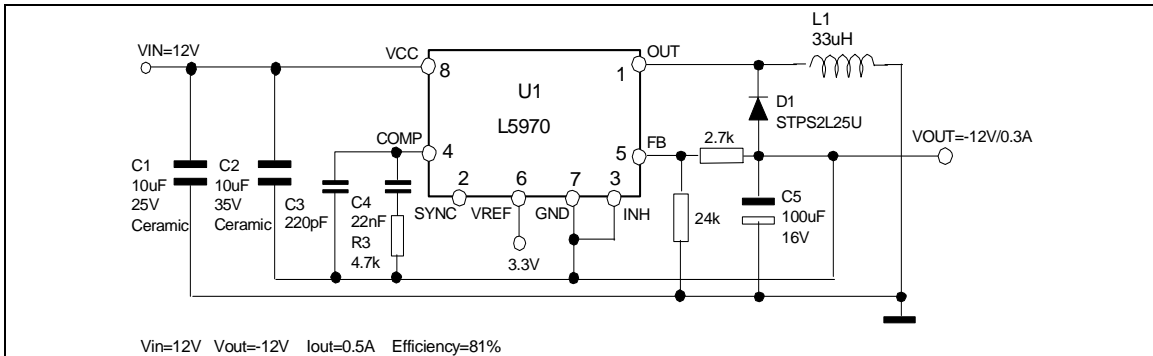 L1
33uH
VIN=12V
VCC
OUT
8
1
U1
L5970
D1
STPS2L25U
COMP
4
FB
5
2.7k
VOUT=-12V/0.3A
C1
10uF
25V
Ceramic
C2
10uF
35V
Ceramic
C3
220pF
C4
22nF
R3
4.7k
2
6
7
3
SYNC
VREF
GND
INH
3.3V
24k
C5
100uF
16V
Vin=12V Vout=-12V Iout=0.5A Efficiency=81%